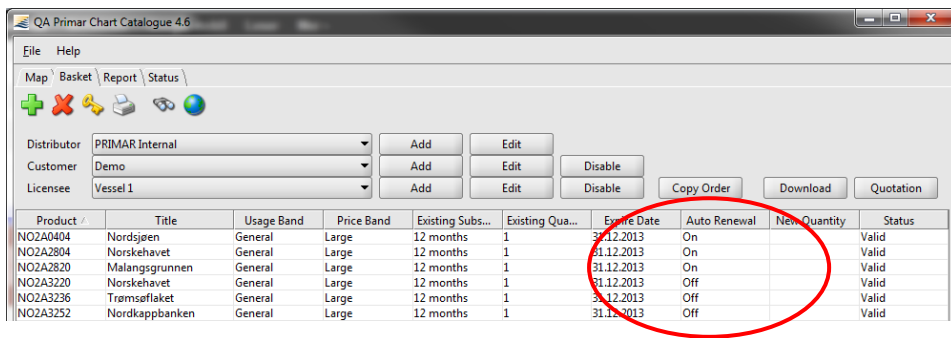 QA Primar Chart Catalogue 4.6
File Help
Map Basket Report Status
Distributor PRIMAR Internal Add Edit
Customer Demo Add Edit Disable
Licensee Vessel 1 Add Edit Disable Copy Order Download Quotation
Product Title Usage Band Price Band Existing Subs... Existing Qua... Expire Date Auto Renewal New Quantity Status
NO2A0404 Nordsjøen General Large 12 months 1 31.12.2013 On Valid
NO2A2804 Norskehavet General Large 12 months 1 31.12.2013 On Valid
NO2A2820 Malangsgrunnen General Large 12 months 1 31.12.2013 On Valid
NO2A3220 Norskehavet General Large 12 months 1 31.12.2013 Off Valid
NO2A3236 Trømsøflaket General Large 12 months 1 31.12.2013 Off Valid
NO2A3252 Nordkappbanken General Large 12 months 1 31.12.2013 Off Valid